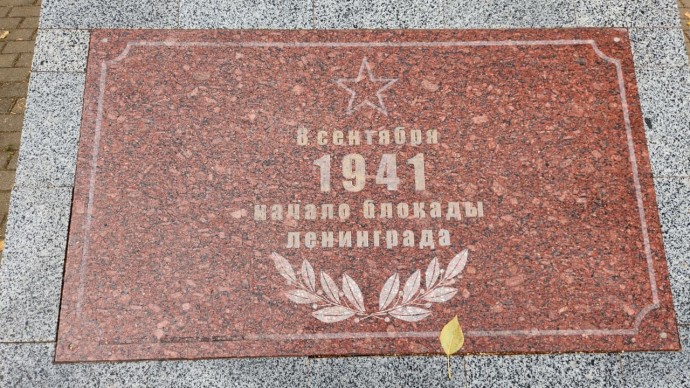 8 сентября
1941
начало блокады
ленинграда